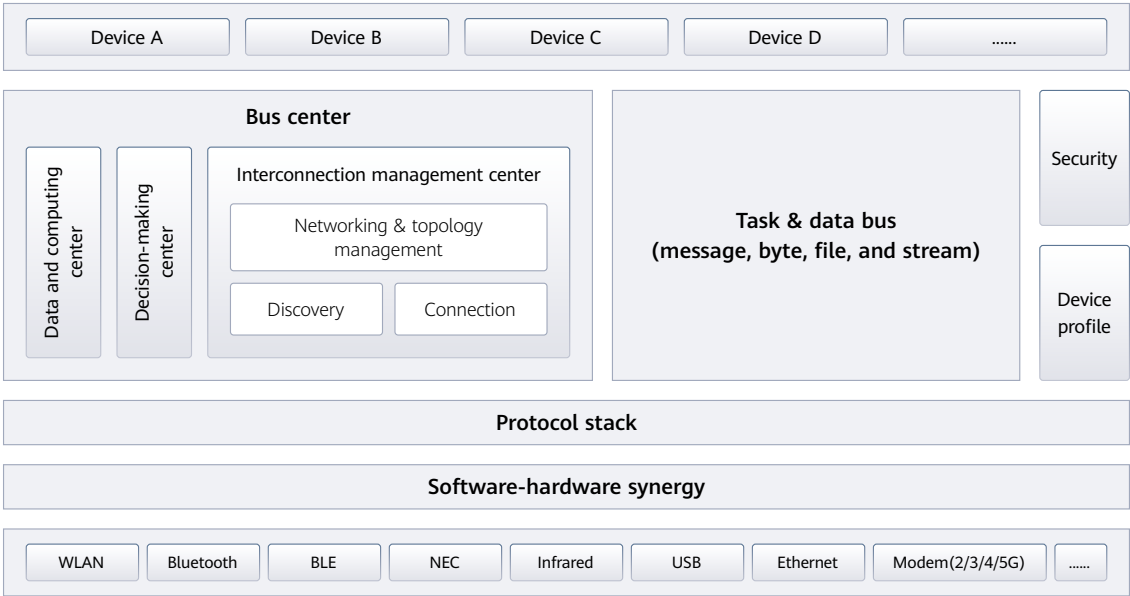 Device A
Device B
Device C
Device D
......
Bus center
Data and computing
center
Decision-making
center
Interconnection management center
Networking & topology
management
Discovery
Connection
Task & data bus
(message, byte, file, and stream)
Security
Device
profile
Protocol stack
Software-hardware synergy
WLAN
Bluetooth
BLE
NEC
Infrared
USB
Ethernet
Modem(2/3/4/5G)
......